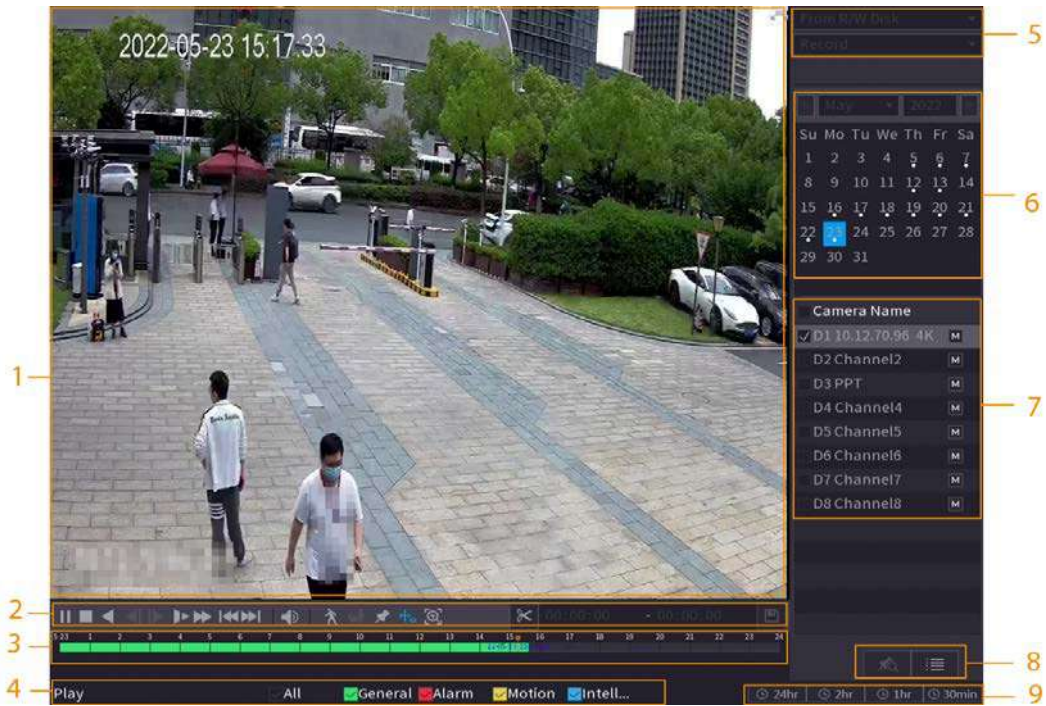 2022-05-23 15:17:33
From R/W Disk
Record
5
May 2022
Su Mo Tu We Th Fr Sa
1 2 3 4 5 6 7
8 9 10 11 12 13 14
15 16 17 18 19 20 21
22 23 24 25 26 27 28
29 30 31
6
Camera Name
D1 10.12.70.96 4K M
D2 Channel2 M
D3 PPT M
D4 Channel4 M
D5 Channel5 M
D6 Channel6 M
D7 Channel7 M
D8 Channel8 M
7
1
2
00:00:00 - 00:00:00
3
5-23 1 2 3 4 5 6 7 8 9 10 11 12 13 14 15 16 17 18 19 20 21 22 23 24
8
4
Play All General Alarm Motion Intell...
24hr 2hr 1hr 30min
9